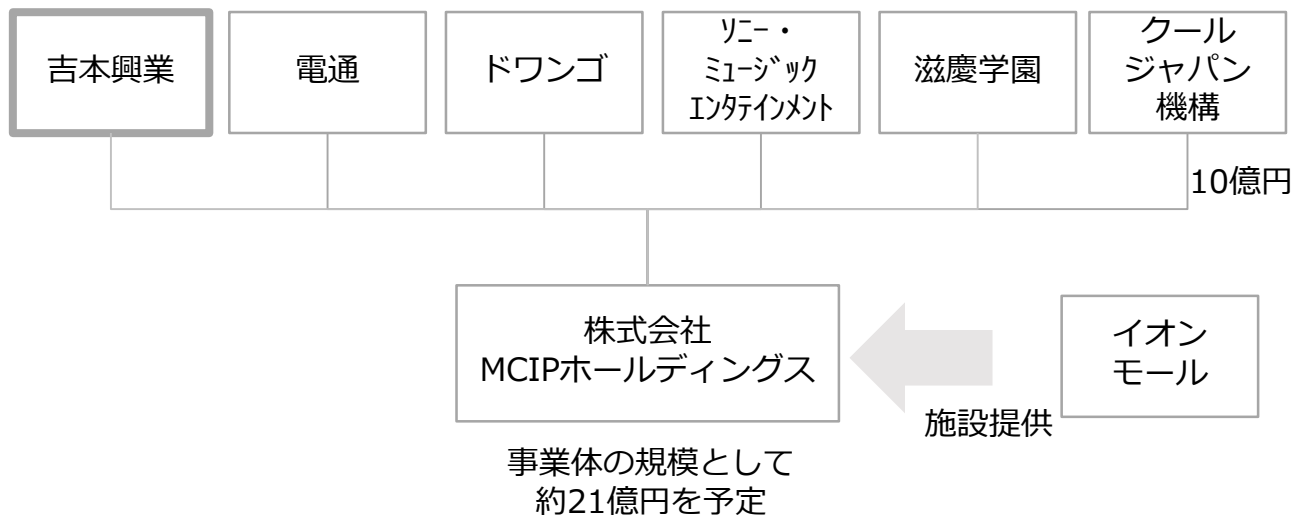 吉本興業
電通
ドワンゴ
ｿﾆｰ・
ﾐｭｰｼﾞｯｸ
ｴﾝﾀﾃｲﾝﾒﾝﾄ
滋慶学園
クール
ジャパン
機構
10億円
株式会社
MCIPホールディングス
イオン
モール
施設提供
事業体の規模として
約21億円を予定